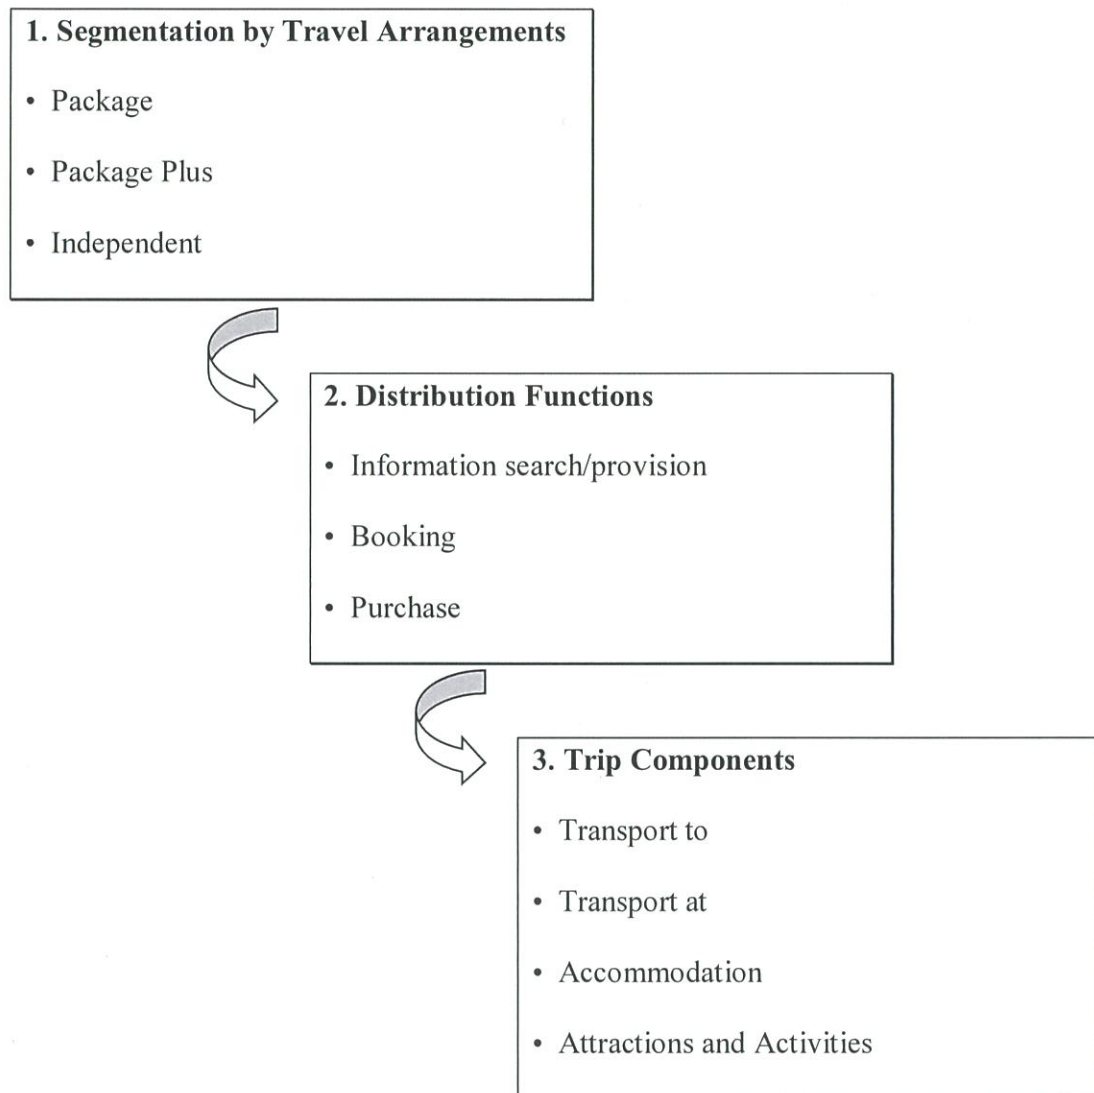 1. Segmentation by Travel Arrangements
• Package
• Package Plus
• Independent
2. Distribution Functions
• Information search/provision
• Booking
• Purchase
3. Trip Components
• Transport to
• Transport at
• Accommodation
• Attractions and Activities